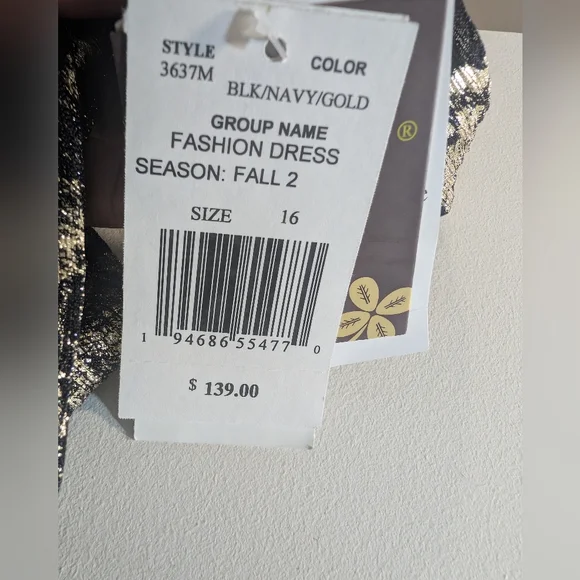 STYLE COLOR
3637M
BLK/NAVY/GOLD
GROUP NAME
FASHION DRESS
SEASON: FALL 2
SIZE 16
1 94686 55477 0
$ 139.00
®